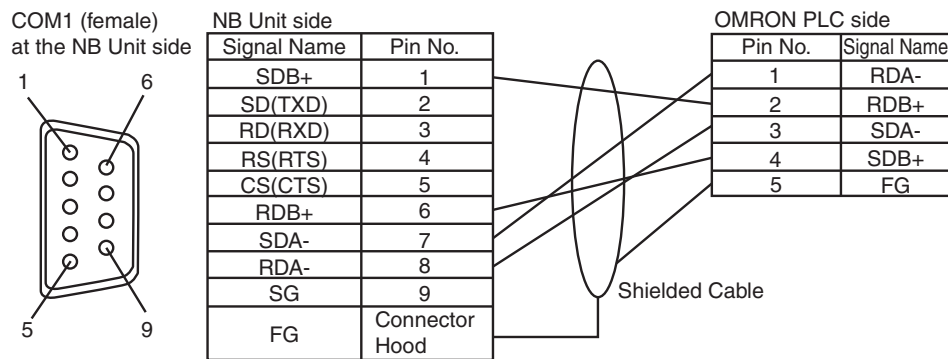 COM1 (female)
at the NB Unit side
1
6
5
9
NB Unit side
Signal Name Pin No.
SDB+ 1
SD(TXD) 2
RD(RXD) 3
RS(RTS) 4
CS(CTS) 5
RDB+ 6
SDA- 7
RDA- 8
SG 9
FG Connector
Hood
Shielded Cable
OMRON PLC side
Pin No. Signal Name
1 RDA-
2 RDB+
3 SDA-
4 SDB+
5 FG